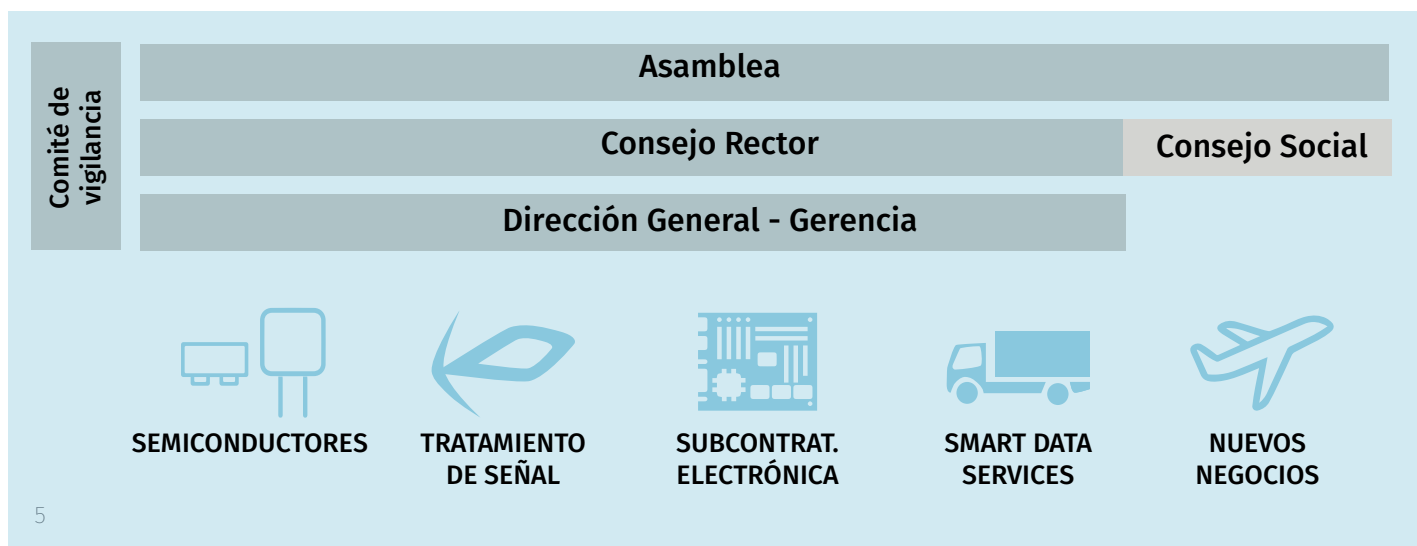 Comité de
vigilancia
Asamblea
Consejo Rector
Consejo Social
Dirección General - Gerencia
SEMICONDUCTORES
TRATAMIENTO
DE SEÑAL
SUBCONTRAT.
ELECTRÓNICA
SMART DATA
SERVICES
NUEVOS
NEGOCIOS
5